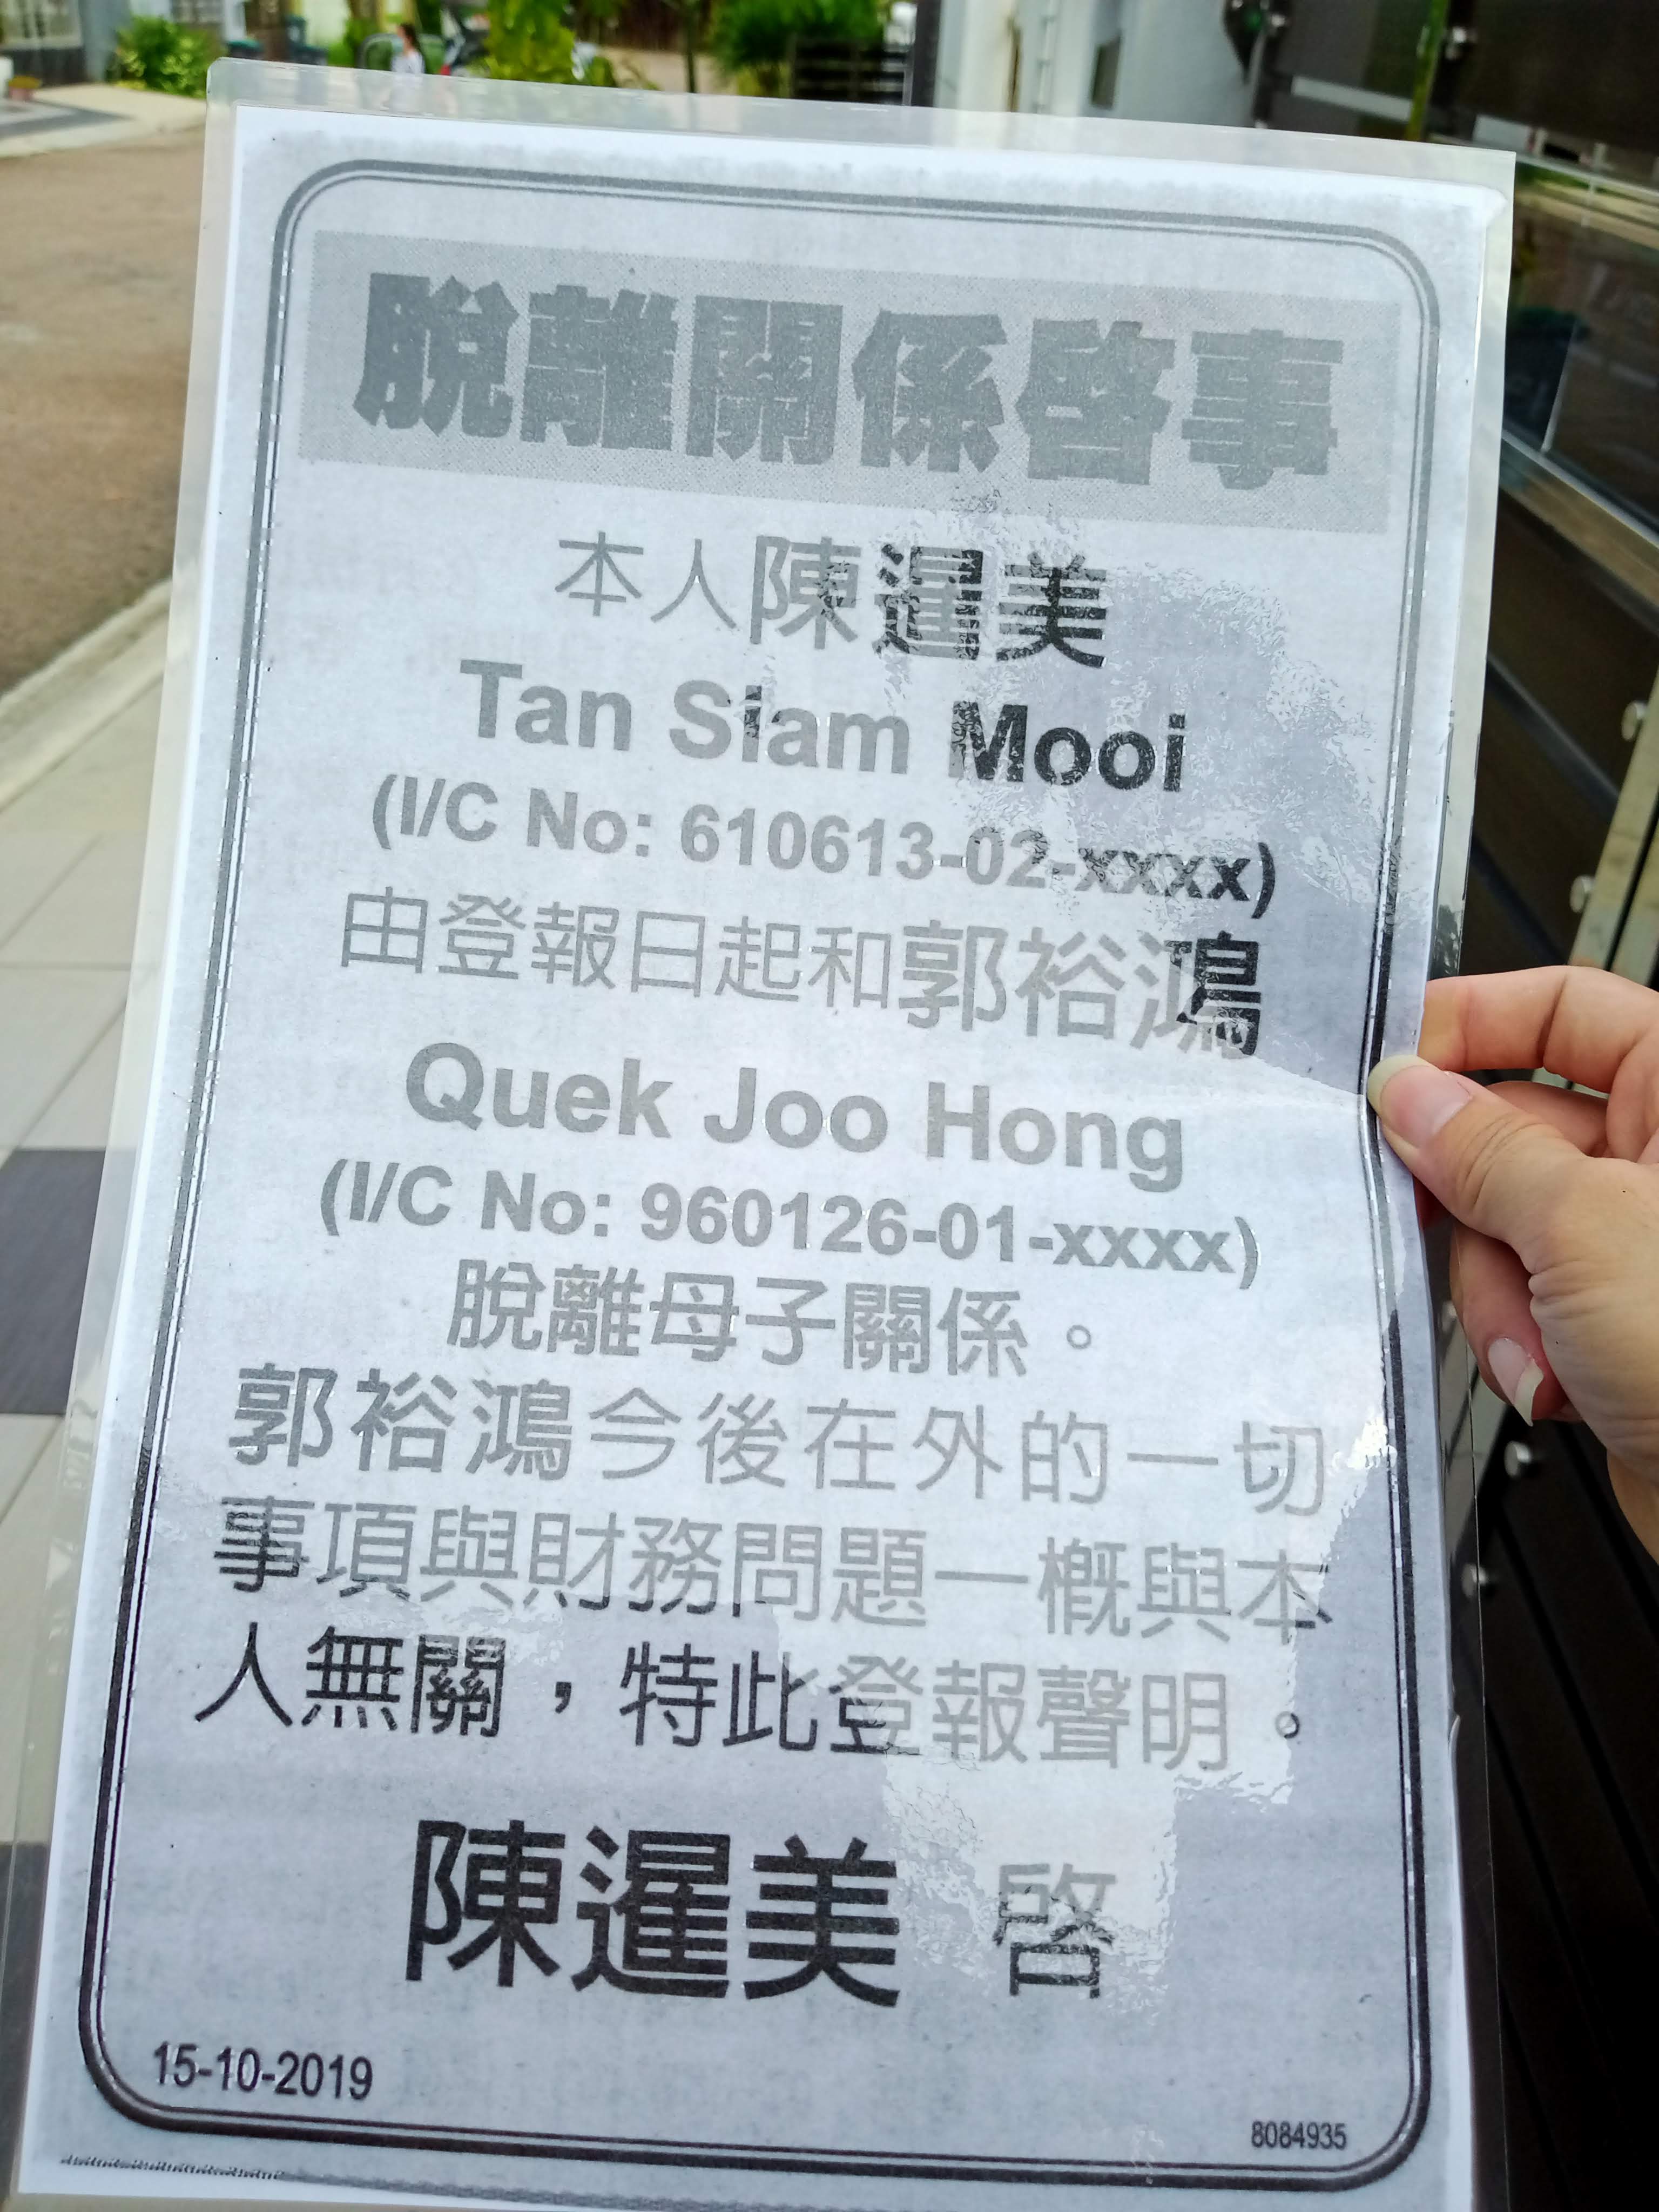 脫離關係啓事
本人陳暹美
Tan Siam Mooi
(I/C No: 610613-02-xxxx)
由登報日起和郭裕鴻
Quek Joo Hong
(I/C No: 960126-01-xxxx)
脫離母子關係。
郭裕鴻今後在外的一切
事項與財務問題一概與本
人無關，特此登報聲明。
陳暹美 啓
15-10-2019
8084935